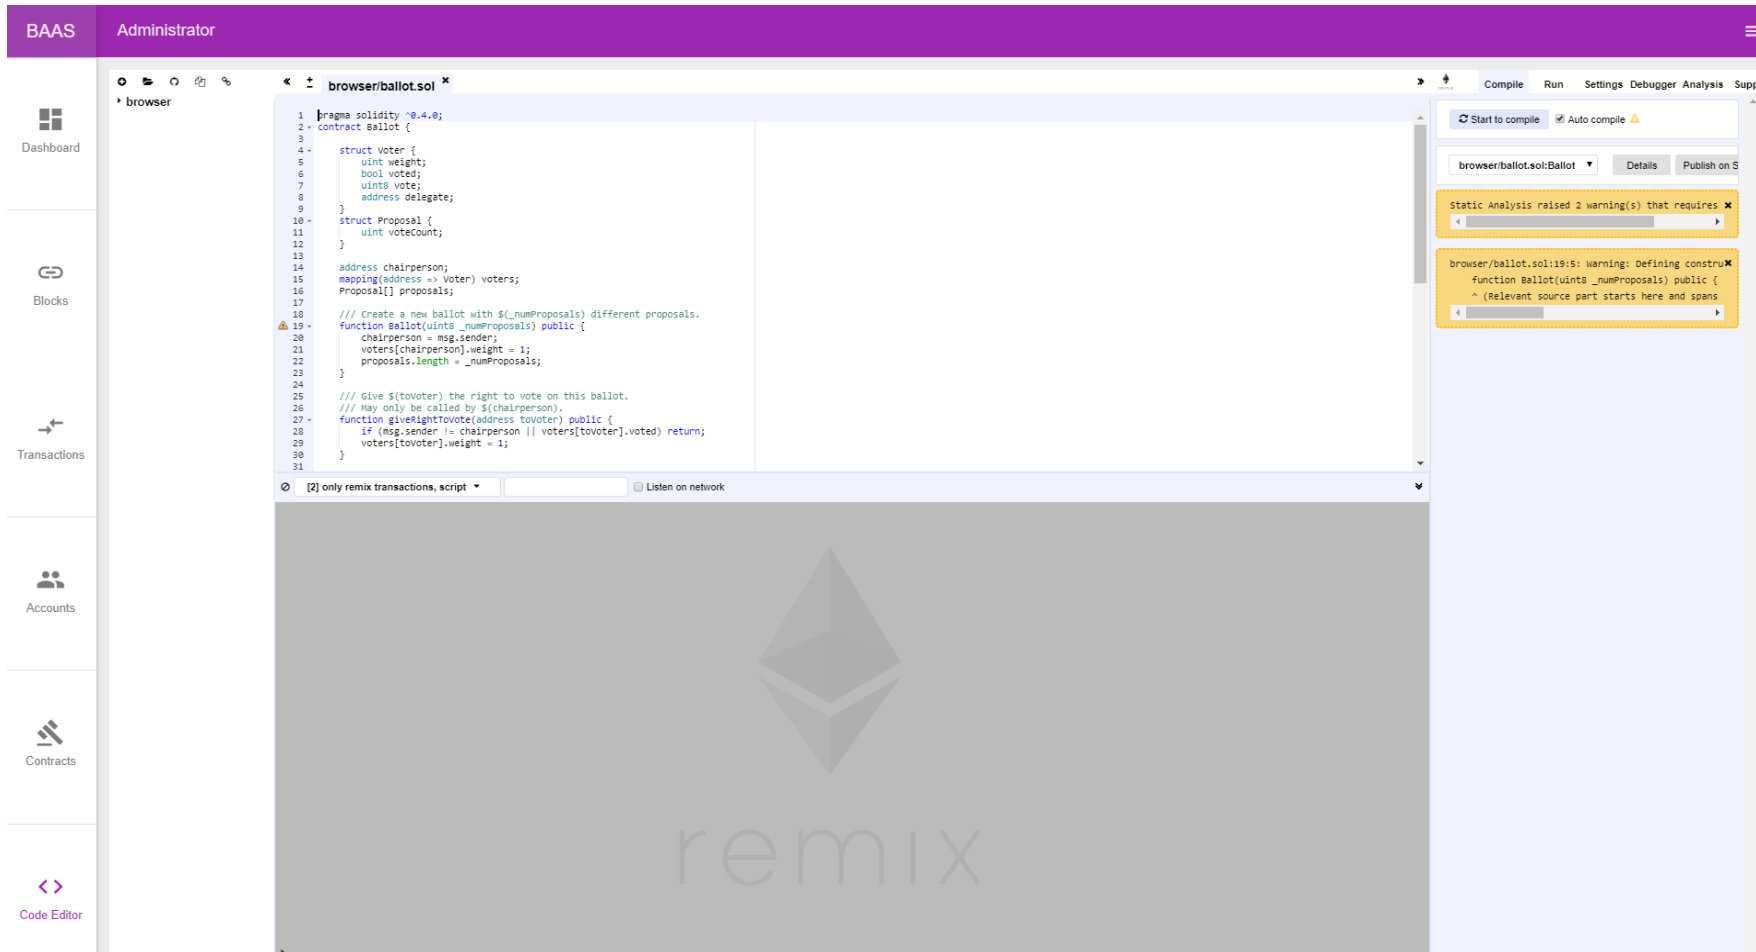 BAAS
Administrator
Dashboard
Blocks
Transactions
Accounts
Contracts
Code Editor
browser
browser/ballot.sol
1 pragma solidity ^0.4.0;
2 contract Ballot {
3
4 struct Voter {
5 uint weight;
6 bool voted;
7 uint8 vote;
8 address delegate;
9 }
10 struct Proposal {
11 uint voteCount;
12 }
13
14 address chairperson;
15 mapping(address => Voter) voters;
16 Proposal[] proposals;
17
18 /// Create a new ballot with $(_numProposals) different proposals.
19 function Ballot(uint8 _numProposals) public {
20 chairperson = msg.sender;
21 voters[chairperson].weight = 1;
22 proposals.length = _numProposals;
23 }
24
25 /// Give $(toVoter) the right to vote on this ballot.
26 /// May only be called by $(chairperson).
27 function giveRightToVote(address toVoter) public {
28 if (msg.sender != chairperson || voters[toVoter].voted) return;
29 voters[toVoter].weight = 1;
30 }
31
[2] only remix transactions, script
Listen on network
remix
Compile Run Settings Debugger Analysis Supp
Start to compile Auto compile
browser/ballot.sol:Ballot Details Publish on S
Static Analysis raised 2 warning(s) that requires
browser/ballot.sol:19:5: Warning: Defining constru
function Ballot(uint8 _numProposals) public {
^ (Relevant source part starts here and spans